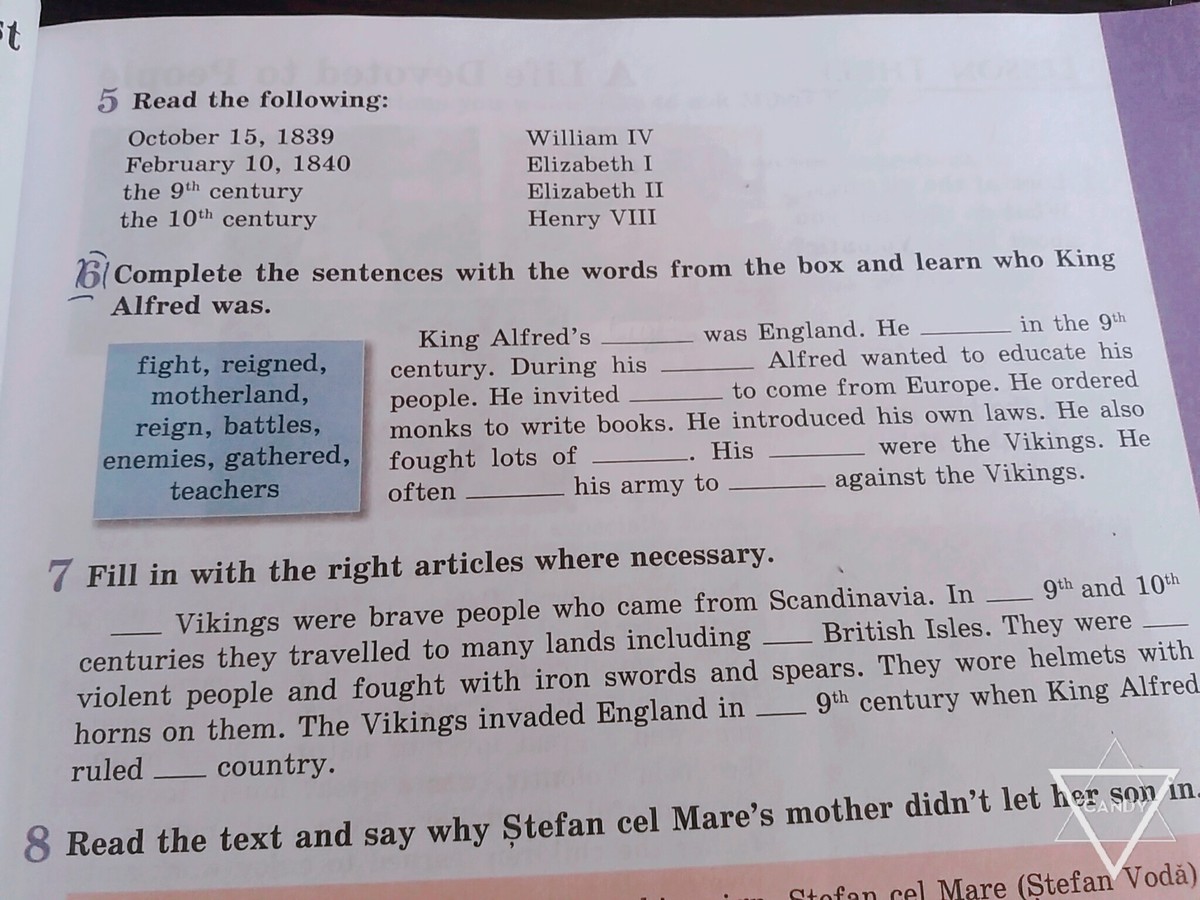 st
5 Read the following:
October 15, 1839
February 10, 1840
the 9th century
the 10th century
William IV
Elizabeth I
Elizabeth II
Henry VIII
6 Complete the sentences with the words from the box and learn who King
Alfred was.
fight, reigned,
motherland,
reign, battles,
enemies, gathered,
teachers
King Alfred's ______ was England. He ______ in the 9th
century. During his ______ Alfred wanted to educate his
people. He invited ______ to come from Europe. He ordered
monks to write books. He introduced his own laws. He also
fought lots of ______. His ______ were the Vikings. He
often ______ his army to ______ against the Vikings.
7 Fill in with the right articles where necessary.
___ Vikings were brave people who came from Scandinavia. In ___ 9th and 10th
centuries they travelled to many lands including ___ British Isles. They were ___
violent people and fought with iron swords and spears. They wore helmets with
horns on them. The Vikings invaded England in ___ 9th century when King Alfred
ruled ___ country.
8 Read the text and say why Ștefan cel Mare's mother didn't let her son in.
Ștefan cel Mare (Ștefan Vodă)
CANDY